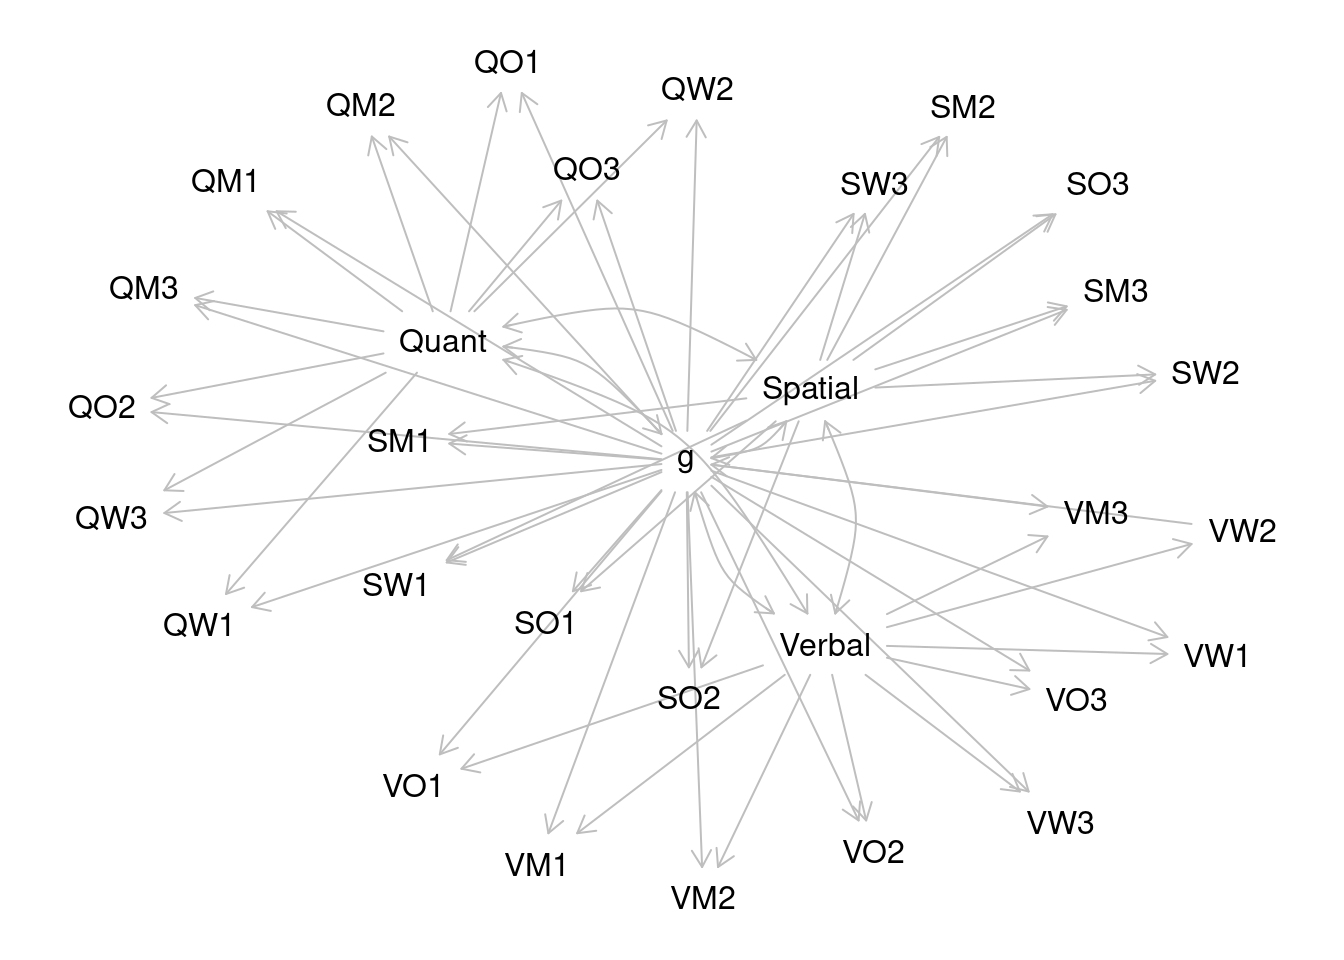 QO1
QW2
QM2
SM2
QO3
QM1
SW3
SO3
QM3
SM3
Quant
SW2
Spatial
QO2
SM1
g
VM3
QW3
VW2
SW1
SO1
QW1
Verbal
VW1
SO2
VO3
VO1
VW3
VO2
VM1
VM2